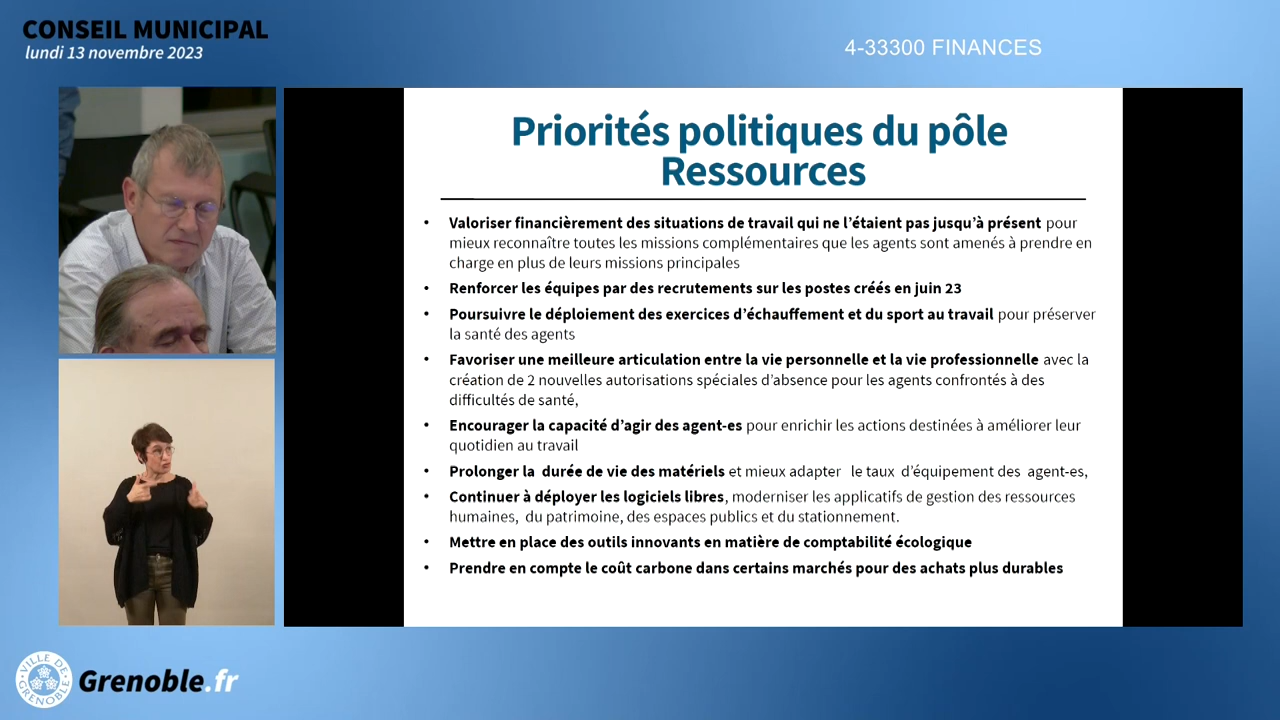 CONSEIL MUNICIPAL
lundi 13 novembre 2023
4-33300 FINANCES
Priorités politiques du pôle
Ressources
• Valoriser financièrement des situations de travail qui ne l’étaient pas jusqu’à présent pour
mieux reconnaître toutes les missions complémentaires que les agents sont amenés à prendre en
charge en plus de leurs missions principales
• Renforcer les équipes par des recrutements sur les postes créés en juin 23
• Poursuivre le déploiement des exercices d’échauffement et du sport au travail pour préserver
la santé des agents
• Favoriser une meilleure articulation entre la vie personnelle et la vie professionnelle avec la
création de 2 nouvelles autorisations spéciales d’absence pour les agents confrontés à des
difficultés de santé,
• Encourager la capacité d’agir des agent-es pour enrichir les actions destinées à améliorer leur
quotidien au travail
• Prolonger la durée de vie des matériels et mieux adapter le taux d’équipement des agent-es,
• Continuer à déployer les logiciels libres, moderniser les applicatifs de gestion des ressources
humaines, du patrimoine, des espaces publics et du stationnement.
• Mettre en place des outils innovants en matière de comptabilité écologique
• Prendre en compte le coût carbone dans certains marchés pour des achats plus durables
VILLE DE
GRENOBLE
Grenoble.fr